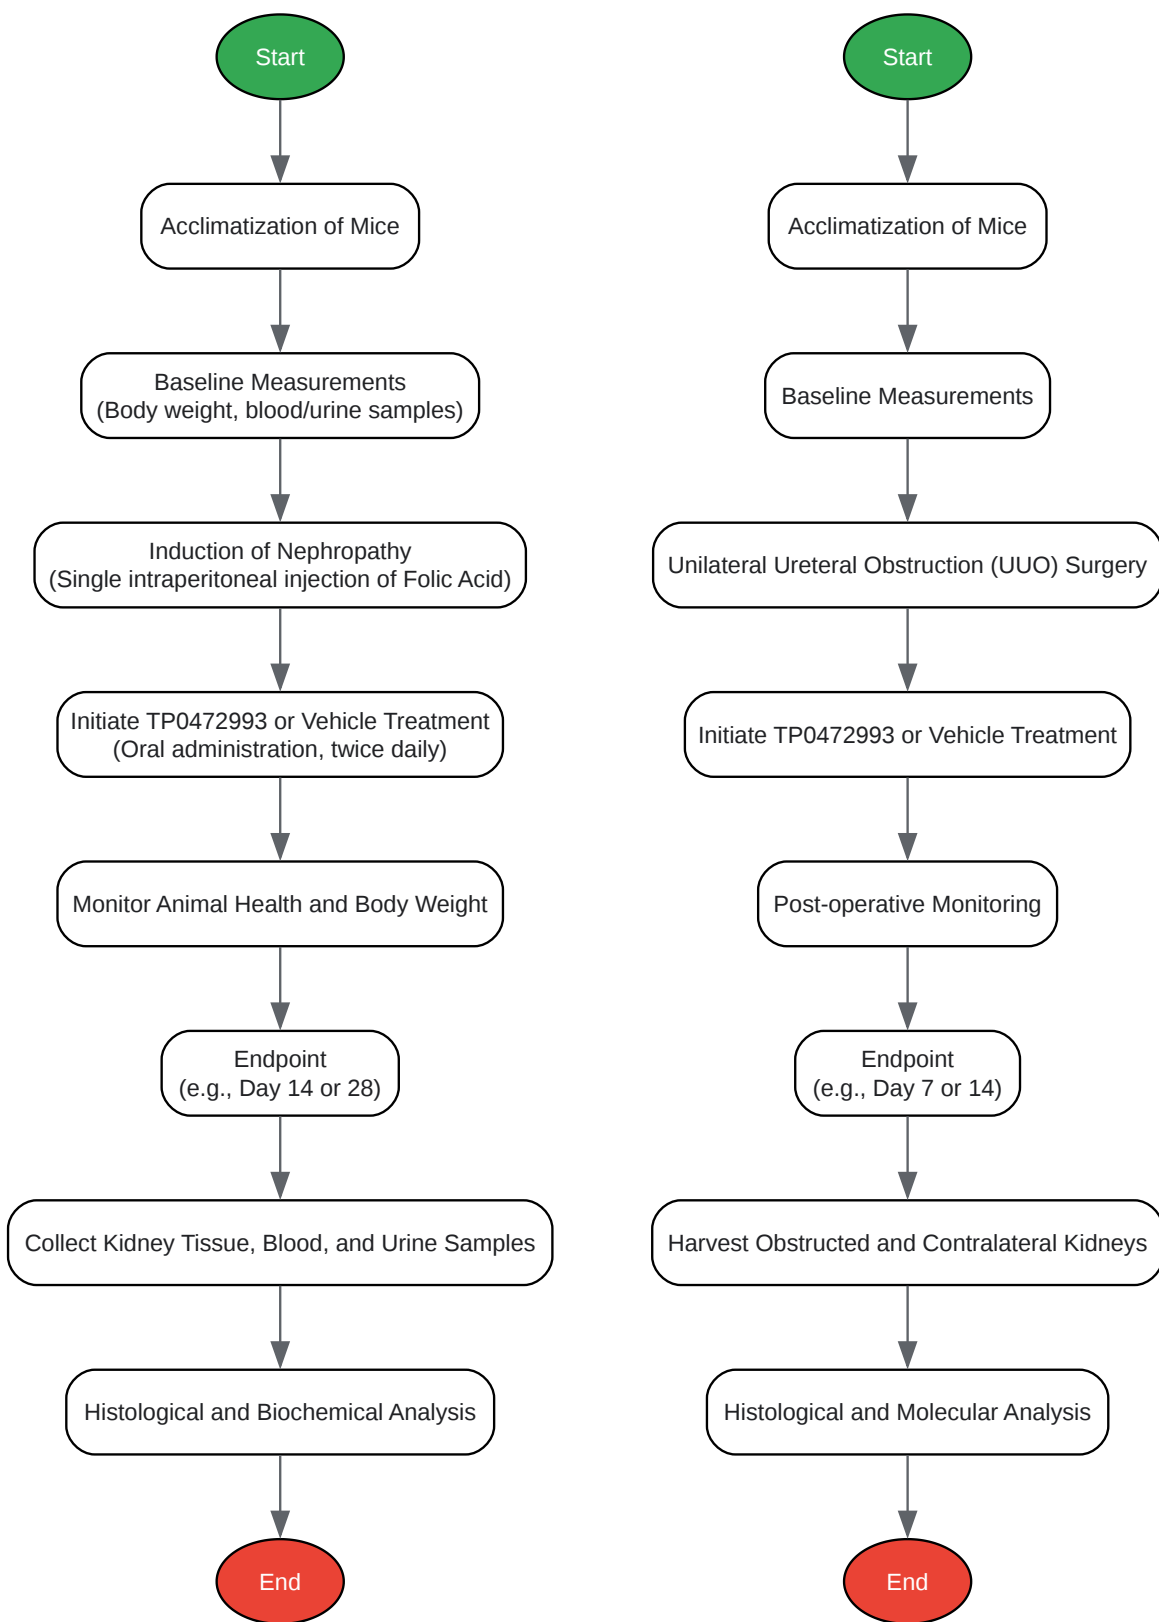 Start
Acclimatization of Mice
Baseline Measurements
(Body weight, blood/urine samples)
Induction of Nephropathy
(Single intraperitoneal injection of Folic Acid)
Initiate TP0472993 or Vehicle Treatment
(Oral administration, twice daily)
Monitor Animal Health and Body Weight
Endpoint
(e.g., Day 14 or 28)
Collect Kidney Tissue, Blood, and Urine Samples
Histological and Biochemical Analysis
End
Start
Acclimatization of Mice
Baseline Measurements
Unilateral Ureteral Obstruction (UUO) Surgery
Initiate TP0472993 or Vehicle Treatment
Post-operative Monitoring
Endpoint
(e.g., Day 7 or 14)
Harvest Obstructed and Contralateral Kidneys
Histological and Molecular Analysis
End